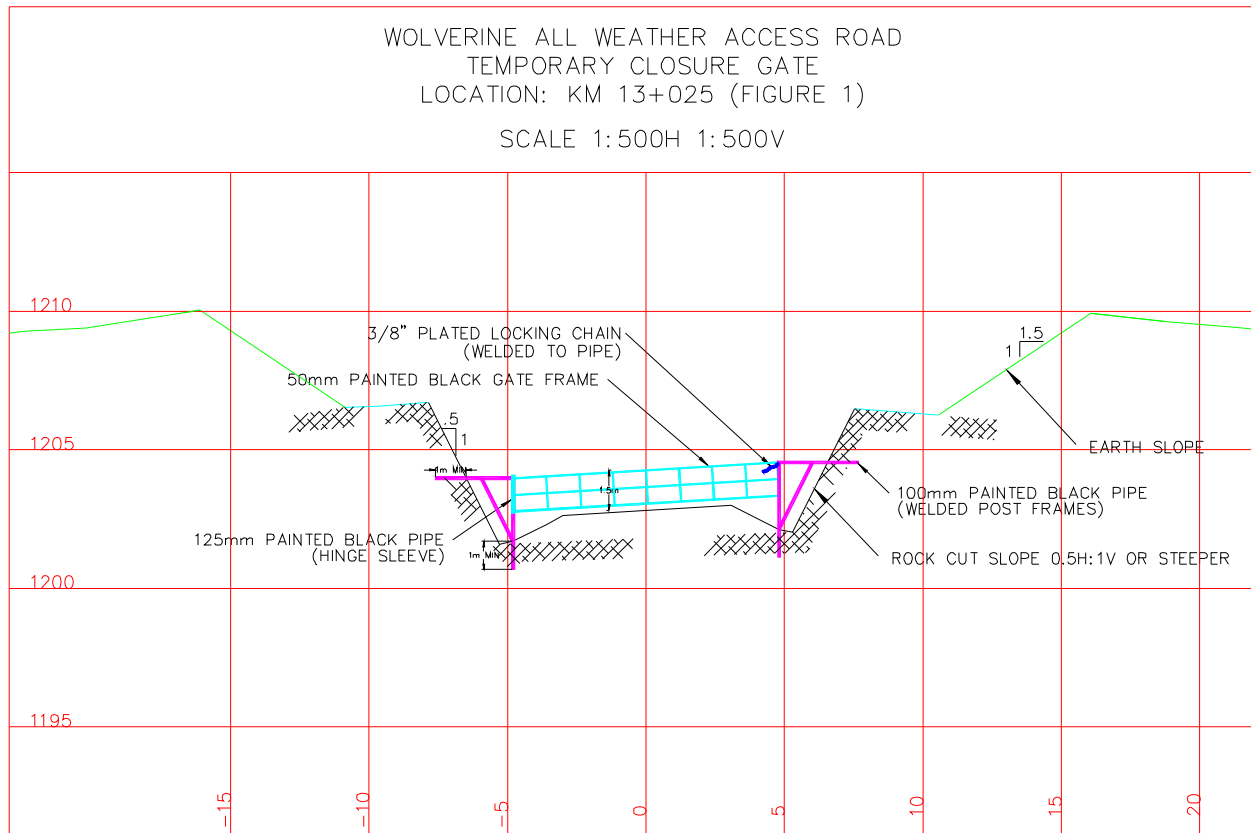 WOLVERINE ALL WEATHER ACCESS ROAD
TEMPORARY CLOSURE GATE
LOCATION: KM 13+025 (FIGURE 1)
SCALE 1:500H 1:500V
1210
3/8" PLATED LOCKING CHAIN
(WELDED TO PIPE)
1.5
1
50mm PAINTED BLACK GATE FRAME
.5
1
1205
EARTH SLOPE
1m MIN
1.5m
100mm PAINTED BLACK PIPE
(WELDED POST FRAMES)
125mm PAINTED BLACK PIPE
(HINGE SLEEVE)
1m MIN
ROCK CUT SLOPE 0.5H:1V OR STEEPER
1200
1195
-15
-10
-5
0
5
10
15
20